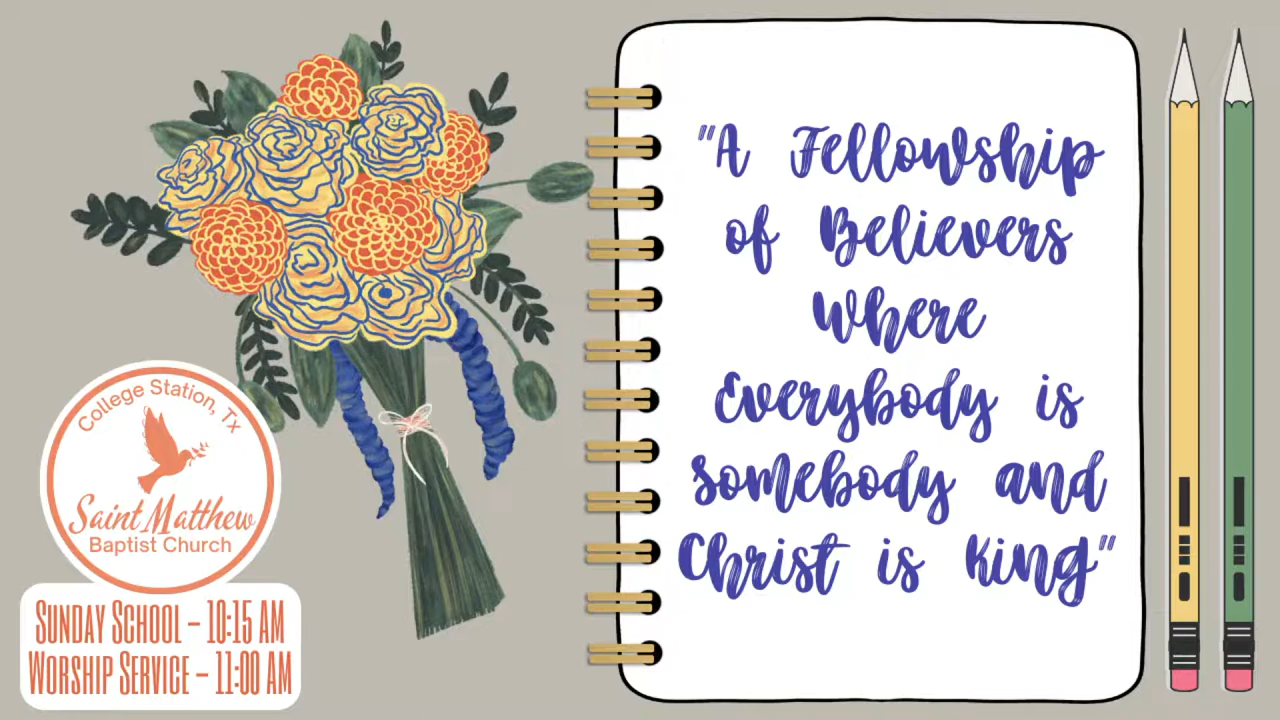 "A Fellowship
of Believers
where
Everybody is
somebody and
Christ is King"
College Station, Tx
Saint Matthew
Baptist Church
SUNDAY SCHOOL – 10:15 AM
WORSHIP SERVICE – 11:00 AM